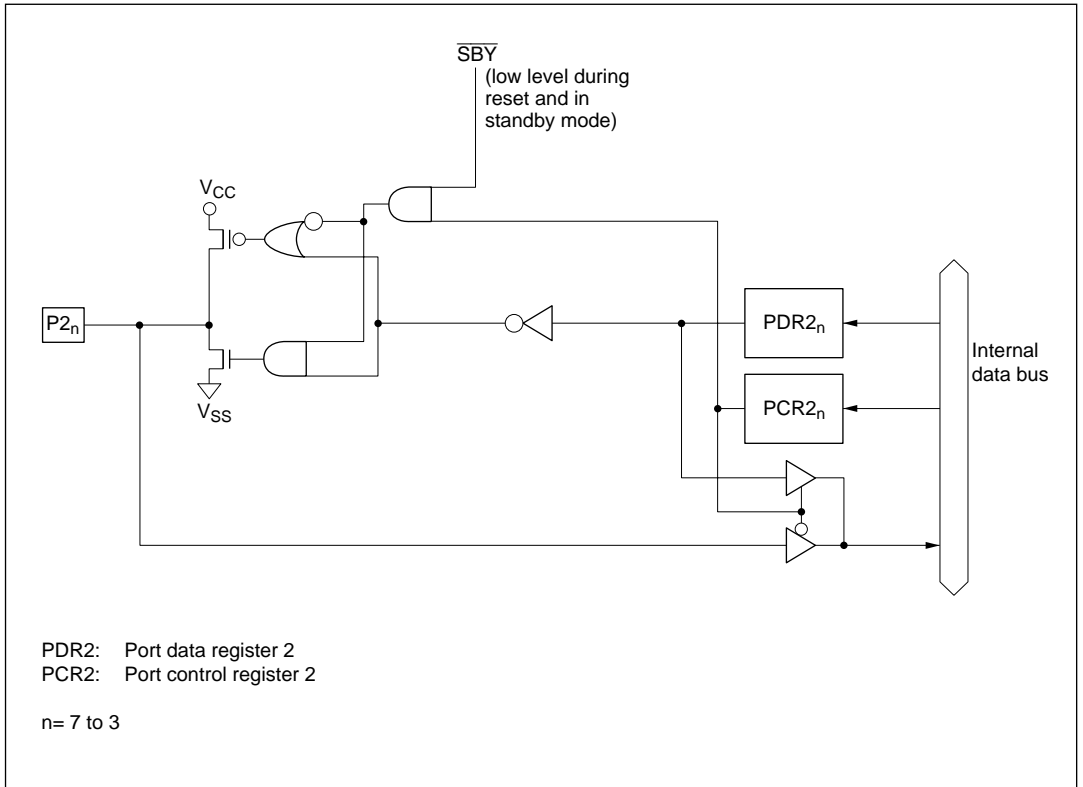 SBY
(low level during
reset and in
standby mode)
VCC
P2n
VSS
PDR2n
PCR2n
Internal
data bus
PDR2: Port data register 2
PCR2: Port control register 2
n= 7 to 3